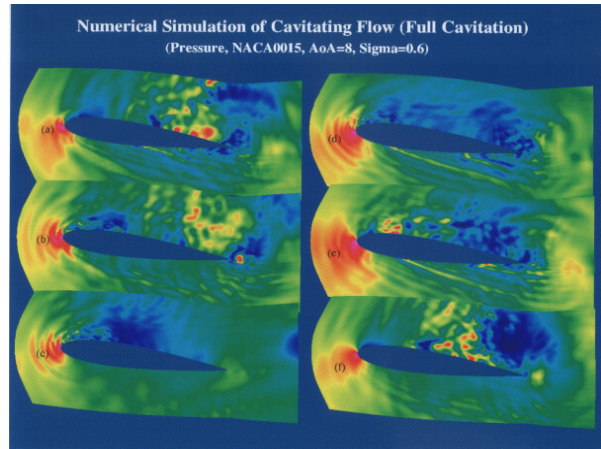 Numerical Simulation of Cavitating Flow (Full Cavitation)
(Pressure, NACA0015, AoA=8, Sigma=0.6)
(a)
(b)
(c)
(d)
(e)
(f)